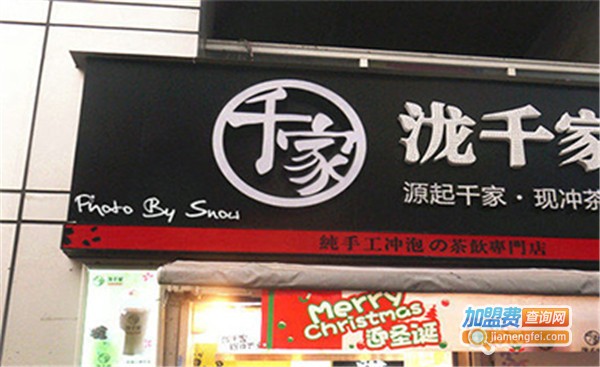 千家
泷千家
源起千家·现冲茶
Photo By Snow
純手工冲泡の茶飲專門店
Merry
Christmas
迎圣诞
加盟费查询网
jiamengfei.com